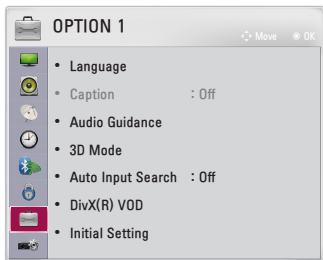 OPTION 1
Move OK
• Language
• Caption : Off
• Audio Guidance
• 3D Mode
• Auto Input Search : Off
• DivX(R) VOD
• Initial Setting